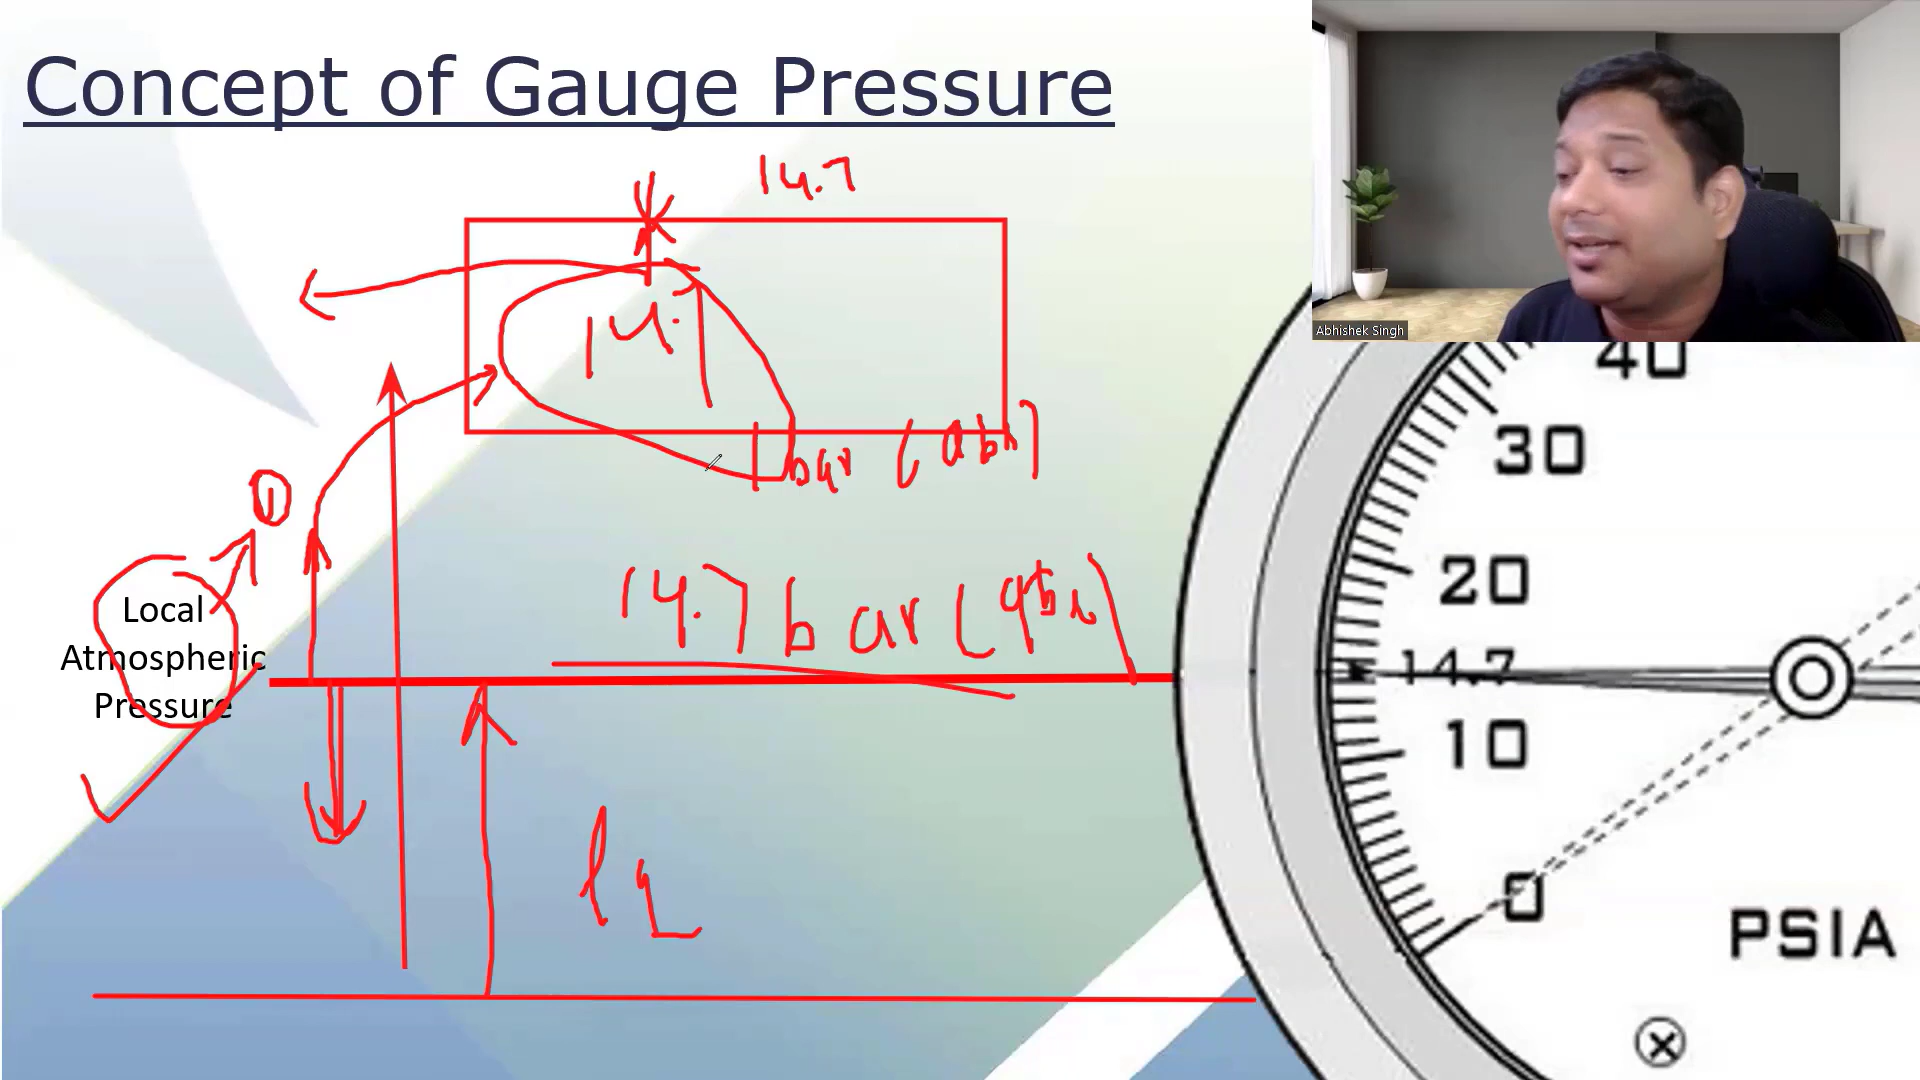 Concept of Gauge Pressure
14.7
14.7
1 bar (abs)
1
Local
Atmospheric
Pressure
14.7 bar (abs)
Abhishek Singh
40
30
20
14.7
10
0
PSIA